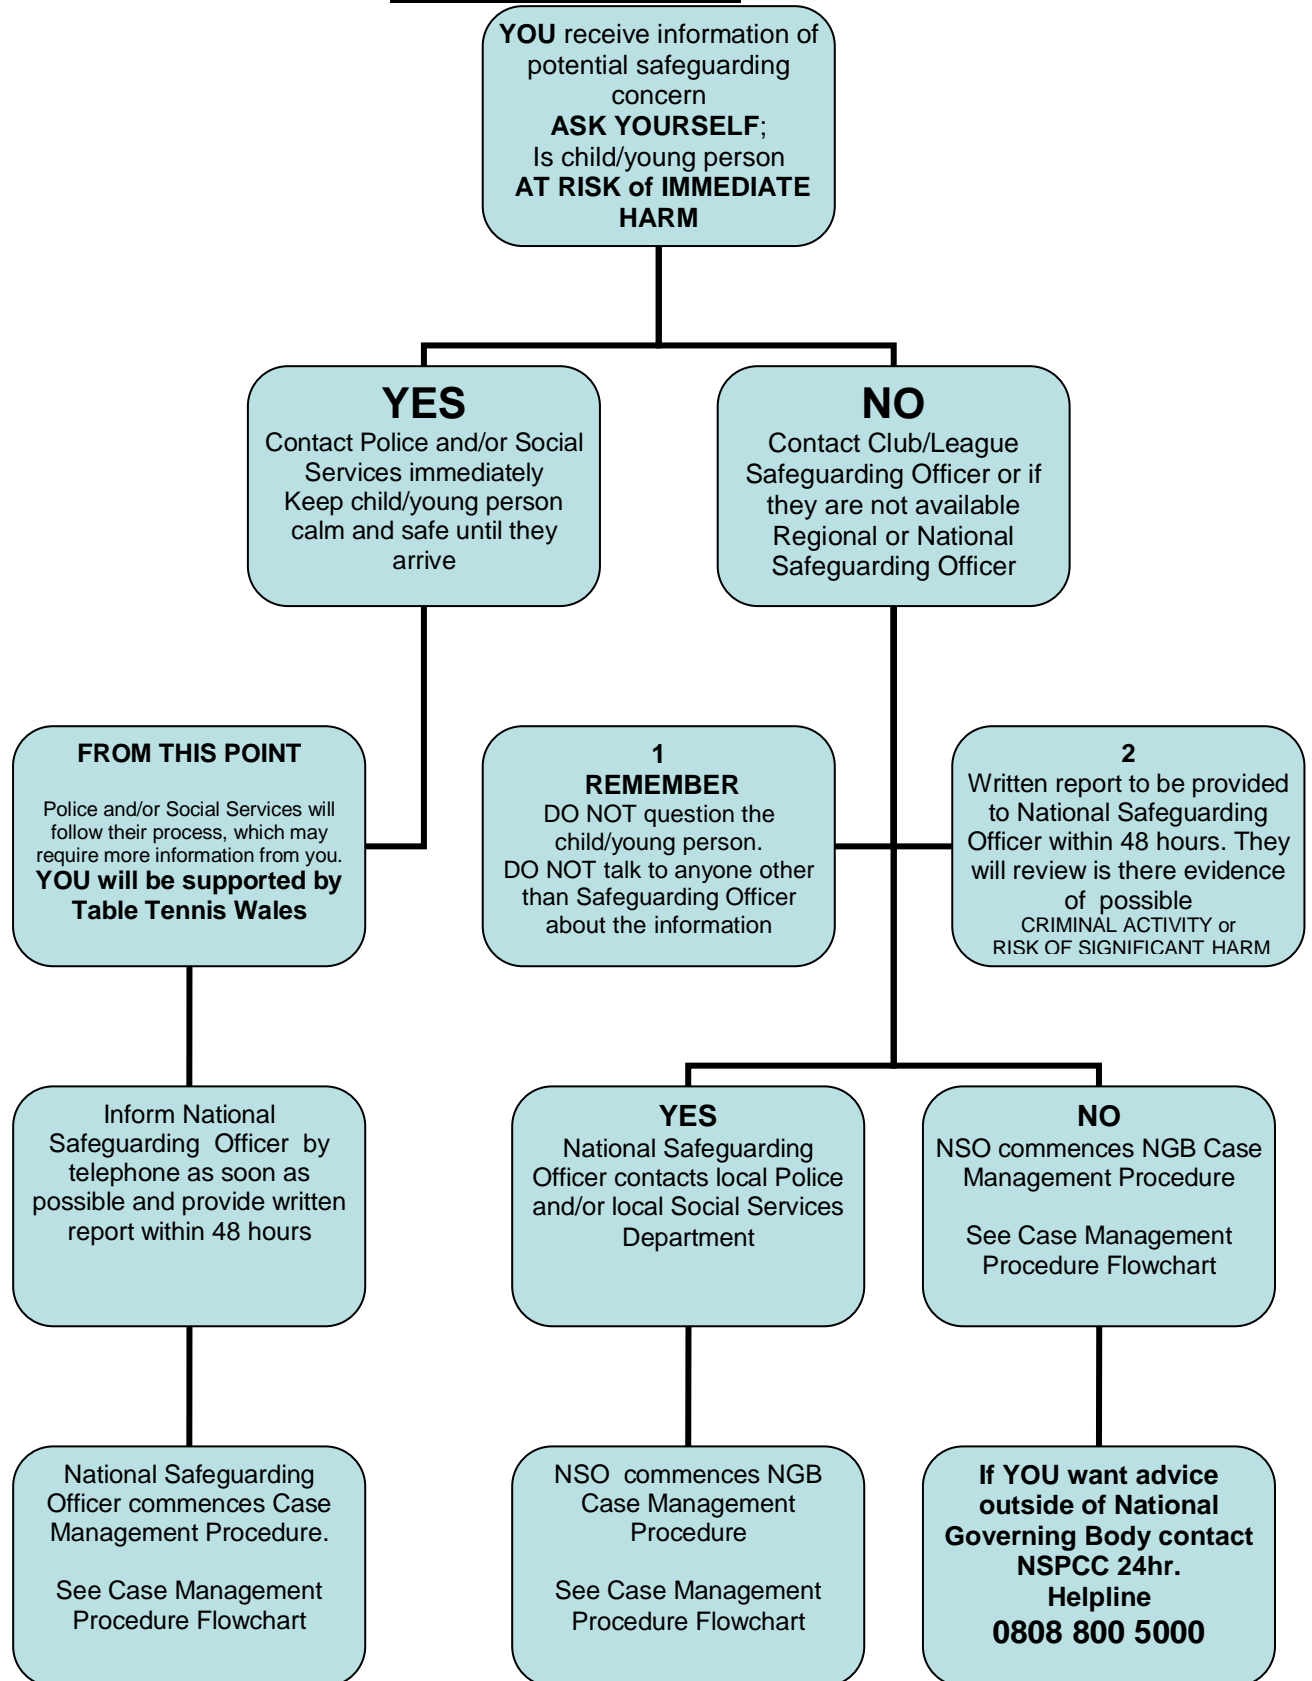 YOU receive information of
potential safeguarding
concern
ASK YOURSELF;
Is child/young person
AT RISK of IMMEDIATE
HARM
YES
Contact Police and/or Social
Services immediately
Keep child/young person
calm and safe until they
arrive
NO
Contact Club/League
Safeguarding Officer or if
they are not available
Regional or National
Safeguarding Officer
FROM THIS POINT
Police and/or Social Services will
follow their process, which may
require more information from you.
YOU will be supported by
Table Tennis Wales
1
REMEMBER
DO NOT question the
child/young person.
DO NOT talk to anyone other
than Safeguarding Officer
about the information
2
Written report to be provided
to National Safeguarding
Officer within 48 hours. They
will review is there evidence
of possible
CRIMINAL ACTIVITY or
RISK OF SIGNIFICANT HARM
Inform National
Safeguarding Officer by
telephone as soon as
possible and provide written
report within 48 hours
YES
National Safeguarding
Officer contacts local Police
and/or local Social Services
Department
NO
NSO commences NGB Case
Management Procedure
See Case Management
Procedure Flowchart
National Safeguarding
Officer commences Case
Management Procedure.
See Case Management
Procedure Flowchart
NSO commences NGB
Case Management
Procedure
See Case Management
Procedure Flowchart
If YOU want advice
outside of National
Governing Body contact
NSPCC 24hr.
Helpline
0808 800 5000